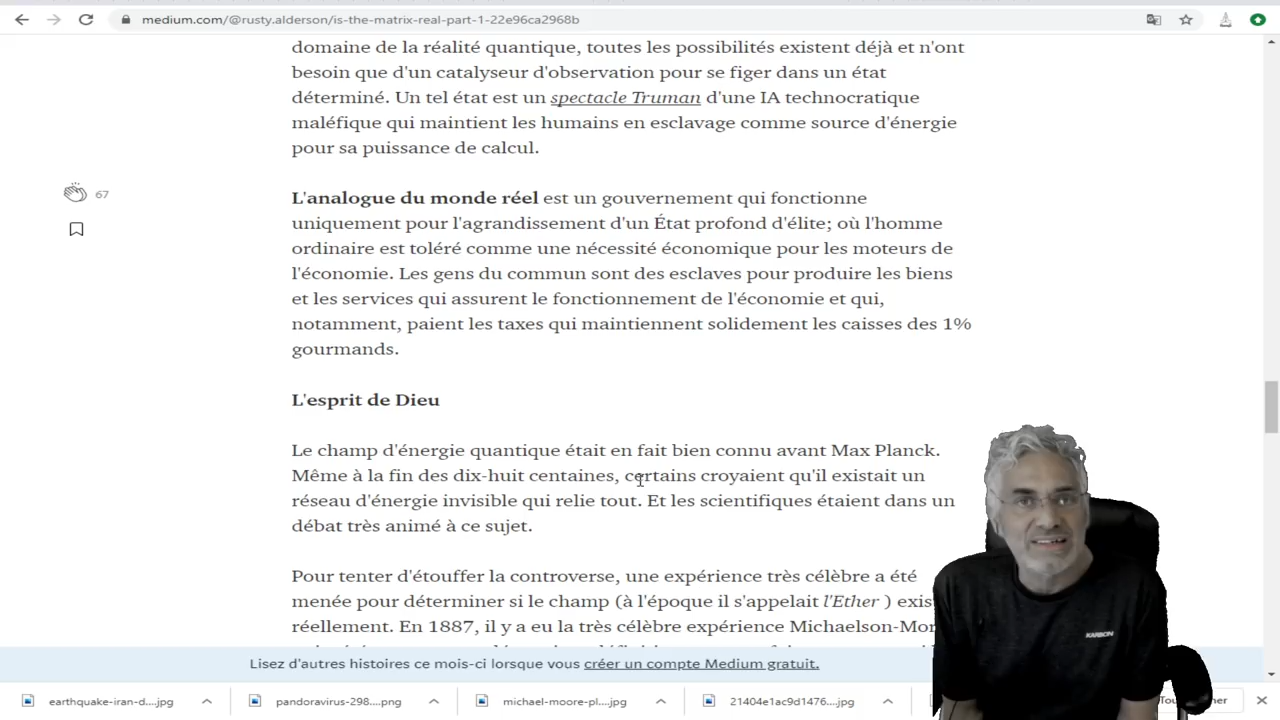 medium.com/@rusty.alderson/is-the-matrix-real-part-1-22e96ca2968b
domaine de la réalité quantique, toutes les possibilités existent déjà et n'ont
besoin que d'un catalyseur d'observation pour se figer dans un état
déterminé. Un tel état est un spectacle Truman d'une IA technocratique
maléfique qui maintient les humains en esclavage comme source d'énergie
pour sa puissance de calcul.
67
L'analogue du monde réel est un gouvernement qui fonctionne
uniquement pour l'agrandissement d'un État profond d'élite; où l'homme
ordinaire est toléré comme une nécessité économique pour les moteurs de
l'économie. Les gens du commun sont des esclaves pour produire les biens
et les services qui assurent le fonctionnement de l'économie et qui,
notamment, paient les taxes qui maintiennent solidement les caisses des 1%
gourmands.
L'esprit de Dieu
Le champ d'énergie quantique était en fait bien connu avant Max Planck.
Même à la fin des dix-huit centaines, certains croyaient qu'il existait un
réseau d'énergie invisible qui relie tout. Et les scientifiques étaient dans un
débat très animé à ce sujet.
Pour tenter d'étouffer la controverse, une expérience très célèbre a été
menée pour déterminer si le champ (à l'époque il s'appelait l'Ether ) exis
réellement. En 1887, il y a eu la très célèbre expérience Michaelson-Mor
KARBON
Lisez d'autres histoires ce mois-ci lorsque vous créer un compte Medium gratuit.
earthquake-iran-d....jpg
pandoravirus-298....png
michael-moore-pl....jpg
21404e1ac9d1476....jpg